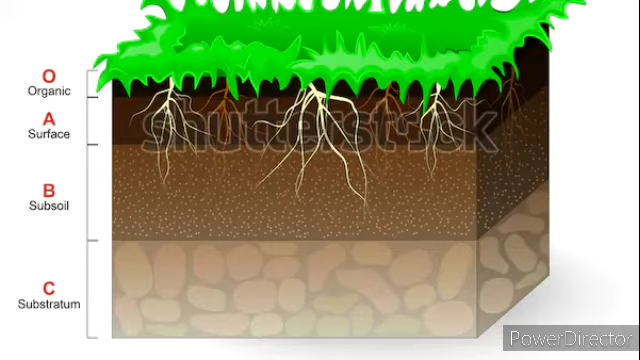 O
Organic
A
Surface
B
Subsoil
C
Substratum
shutterstock
PowerDirector